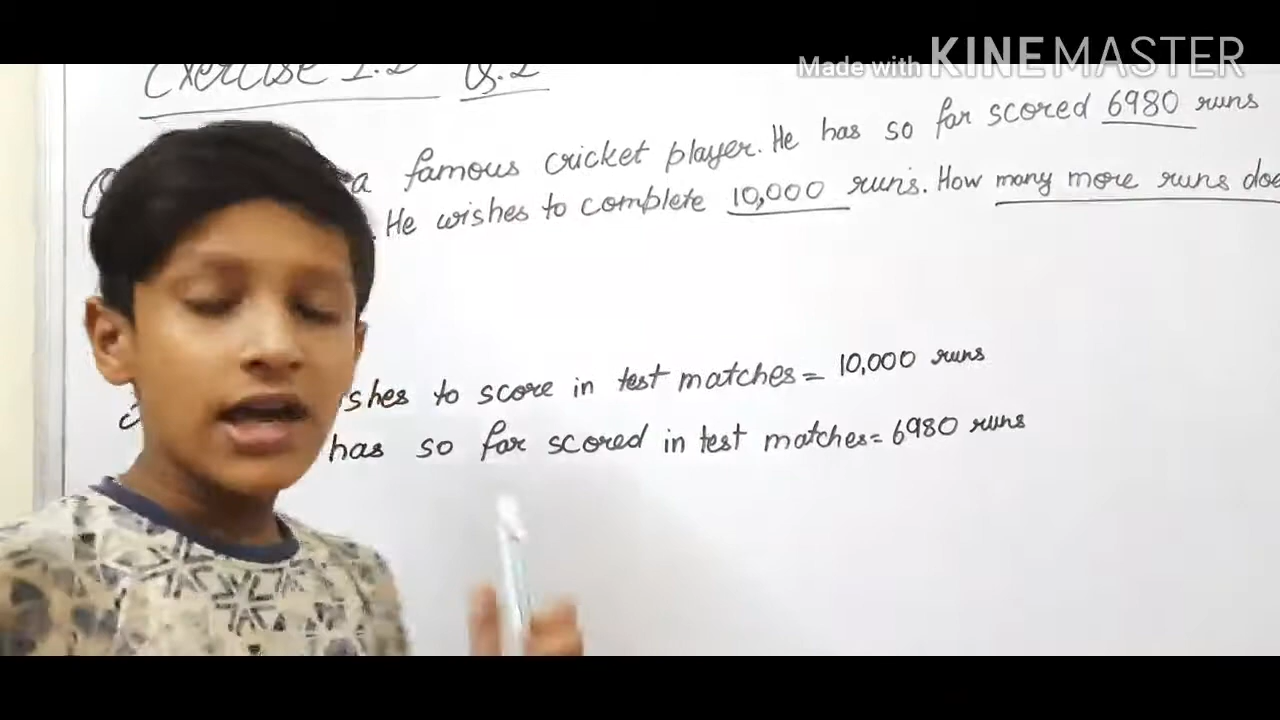 Made with KINEMASTER
Exercise 1.2 Q.2
a famous cricket player. He has so far scored 6980 runs
. He wishes to complete 10,000 runs. How many more runs doe
shes to score in test matches = 10,000 runs
has so far scored in test matches = 6980 runs